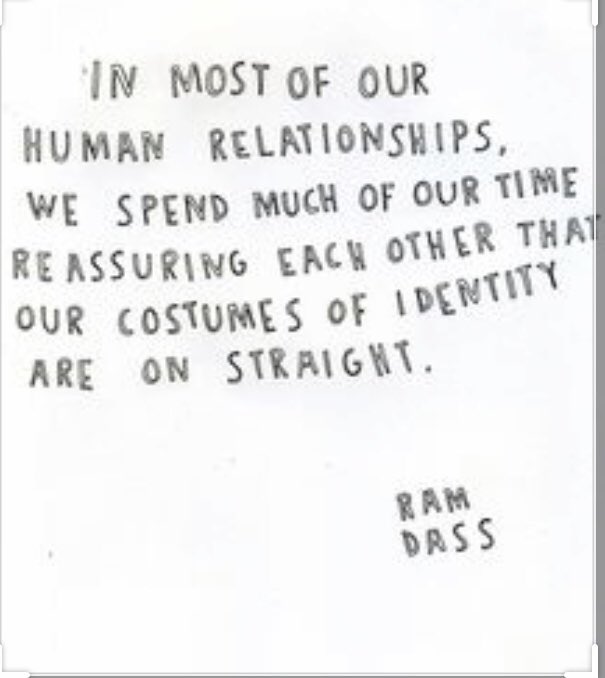 IN MOST OF OUR
HUMAN RELATIONSHIPS,
WE SPEND MUCH OF OUR TIME
REASSURING EACH OTHER THAT
OUR COSTUMES OF IDENTITY
ARE ON STRAIGHT.
RAM
DASS